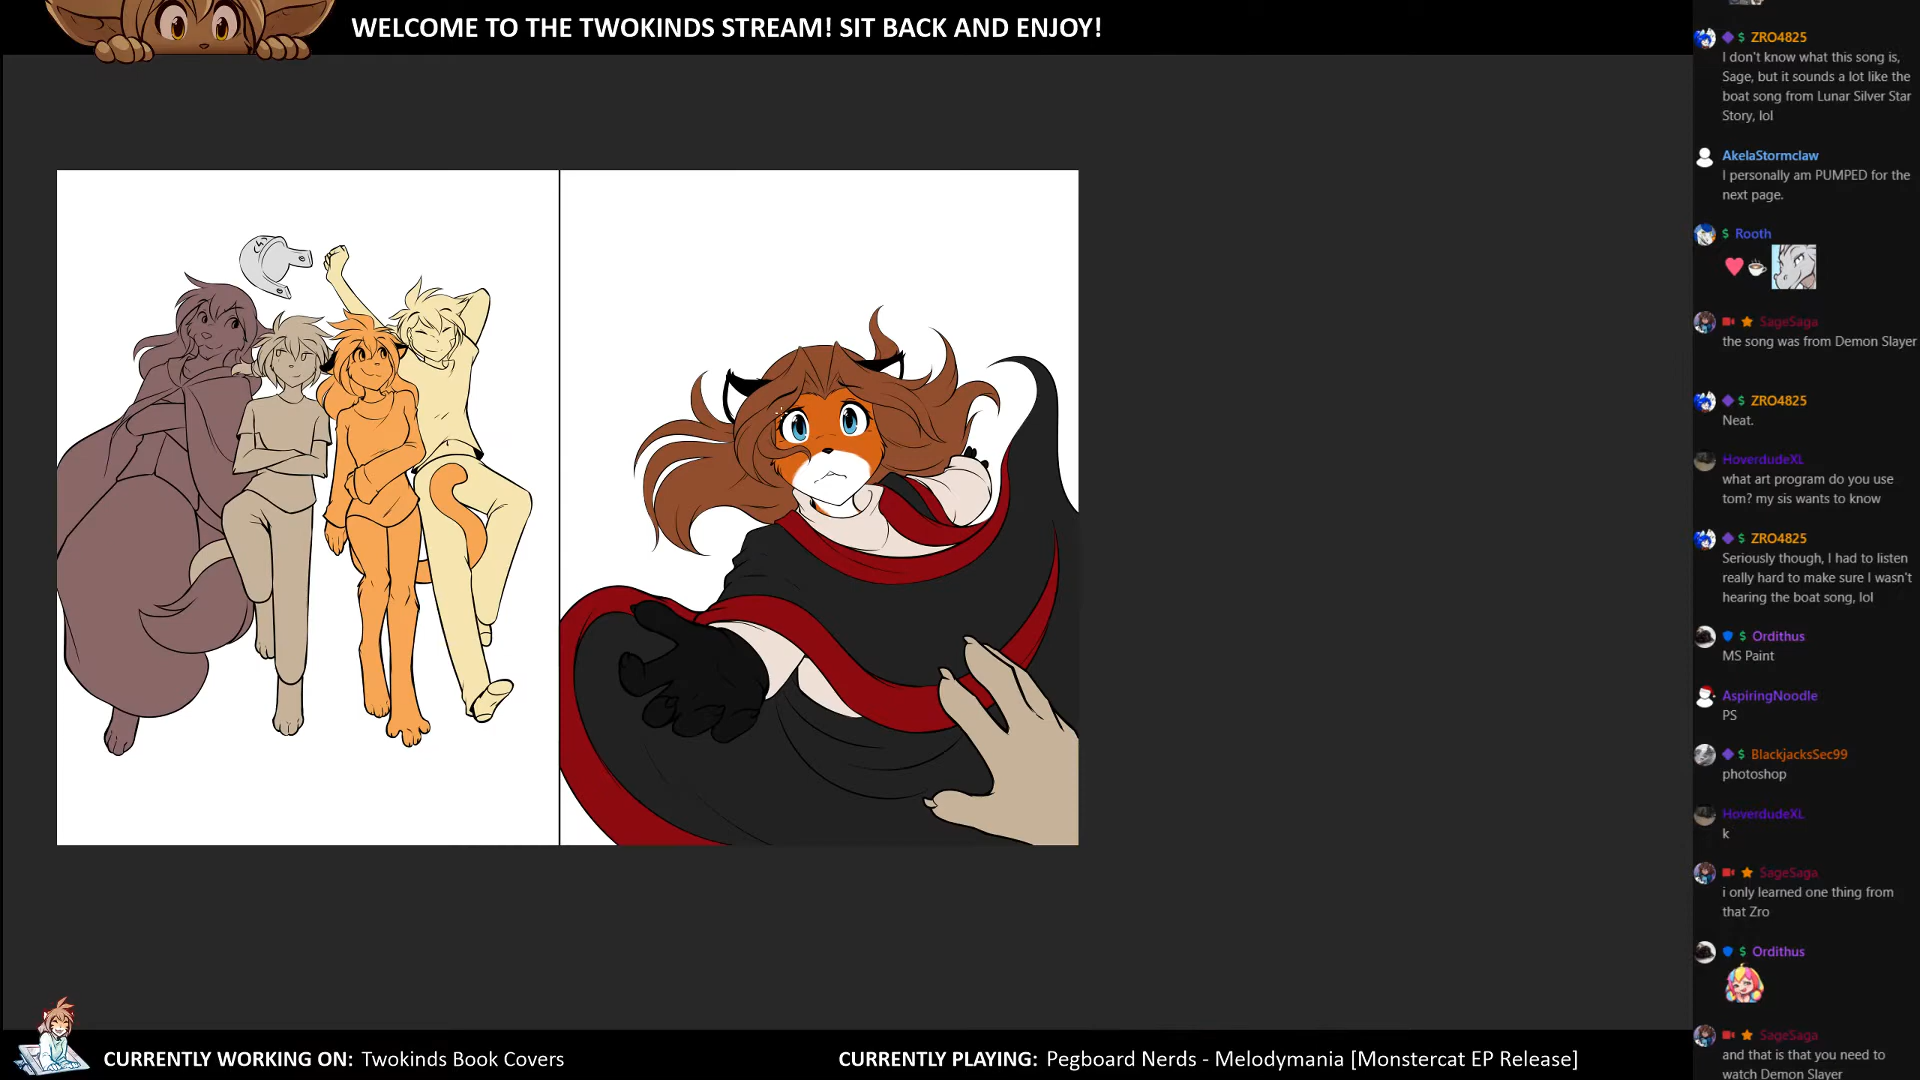 WELCOME TO THE TWOKINDS STREAM! SIT BACK AND ENJOY!
$ ZRO4825
I don't know what this song is,
Sage, but it sounds a lot like the
boat song from Lunar Silver Star
Story, lol
AkelaStormclaw
I personally am PUMPED for the
next page.
$ Rooth
SageSaga
the song was from Demon Slayer
$ ZRO4825
Neat.
HoverdudeXL
what art program do you use
tom? my sis wants to know
$ ZRO4825
Seriously though, I had to listen
really hard to make sure I wasn't
hearing the boat song, lol
$ Ordithus
MS Paint
AspiringNoodle
PS
$ BlackjacksSec99
photoshop
HoverdudeXL
k
SageSaga
i only learned one thing from
that Zro
$ Ordithus
SageSaga
and that is that you need to
watch Demon Slayer
CURRENTLY WORKING ON: Twokinds Book Covers
CURRENTLY PLAYING: Pegboard Nerds - Melodymania [Monstercat EP Release]